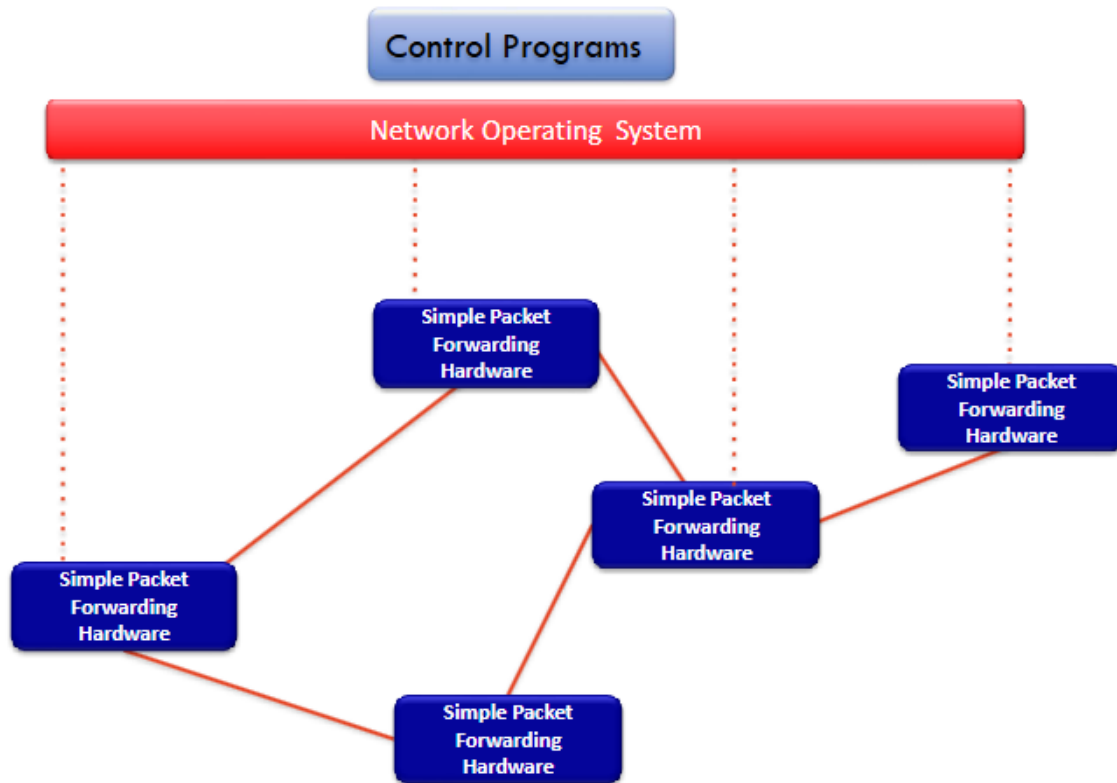 Control Programs
Network Operating System
Simple Packet
Forwarding
Hardware
Simple Packet
Forwarding
Hardware
Simple Packet
Forwarding
Hardware
Simple Packet
Forwarding
Hardware
Simple Packet
Forwarding
Hardware